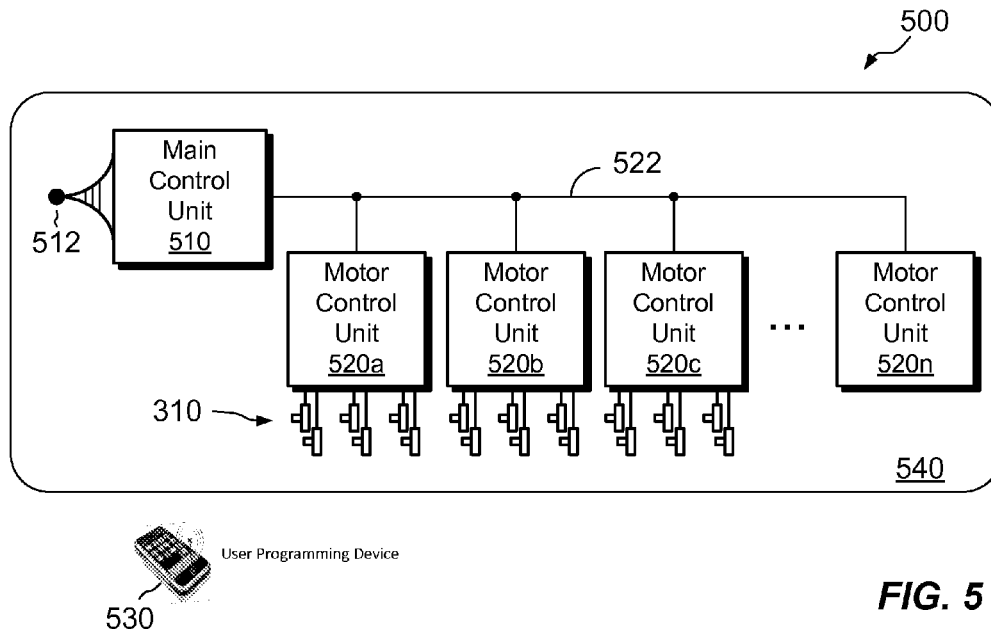 500
Main
Control
Unit
510
512
522
Motor
Control
Unit
520a
Motor
Control
Unit
520b
Motor
Control
Unit
520c
...
Motor
Control
Unit
520n
310
540
User Programming Device
530
FIG. 5